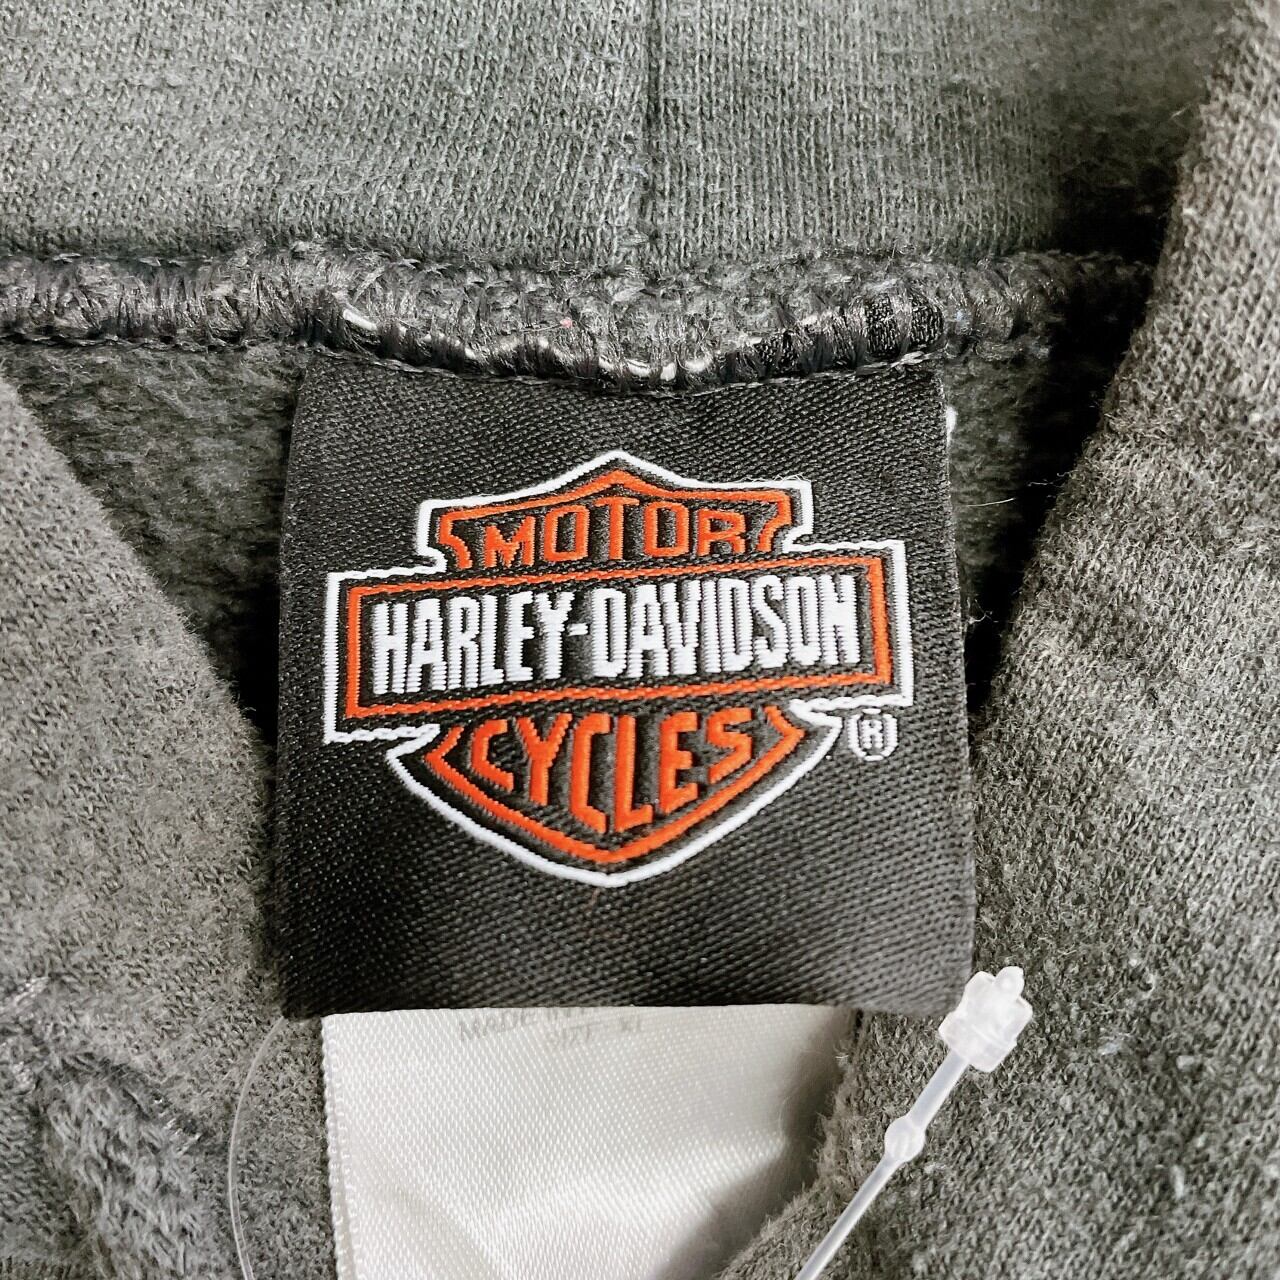 MOTOR
HARLEY-DAVIDSON
CYCLES
®